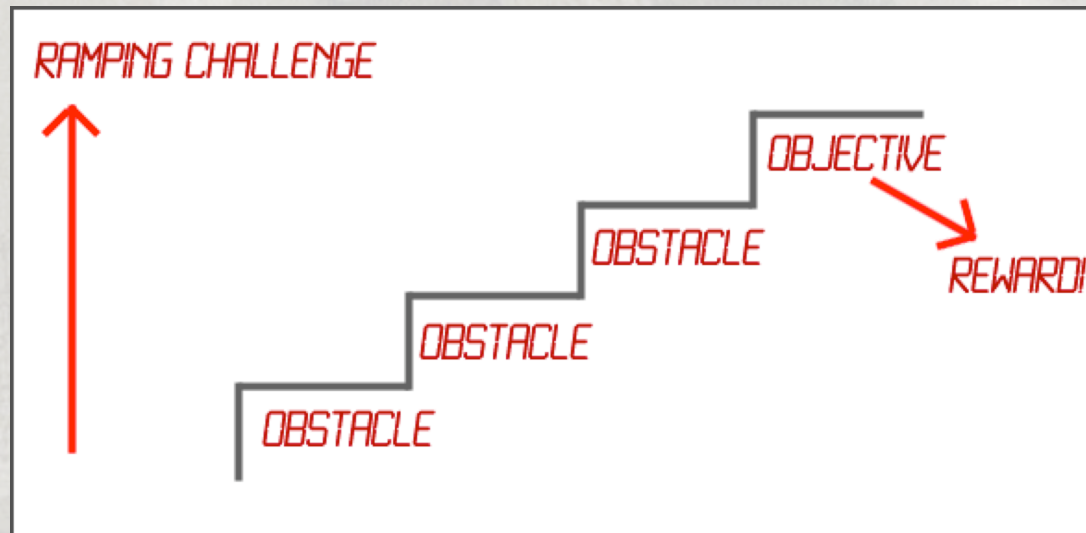 RAMPING CHALLENGE
OBJECTIVE
OBSTACLE
REWARD!
OBSTACLE
OBSTACLE